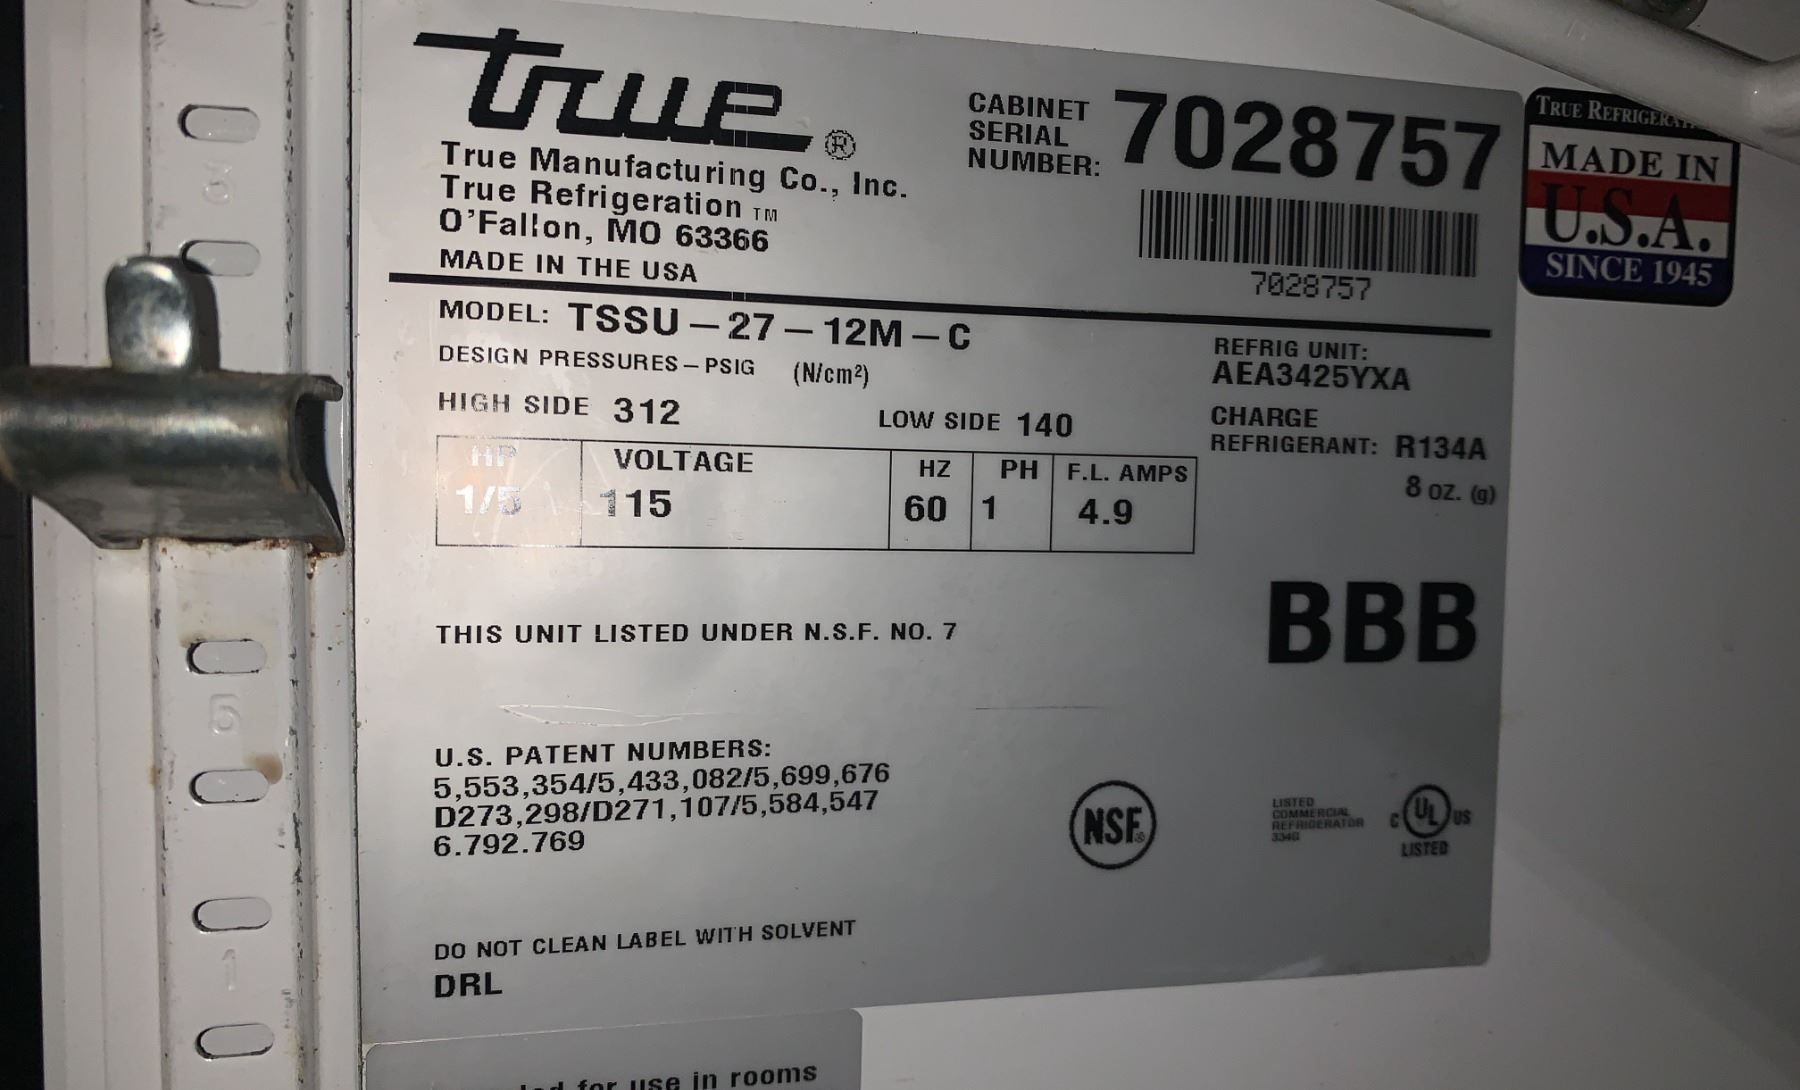 true®
True Manufacturing Co., Inc.
True Refrigeration TM
O'Fallon, MO 63366
MADE IN THE USA
CABINET
SERIAL
NUMBER: 7028757
7028757
TRUE
MADE IN
U.S.A.
SINCE 1945
MODEL: TSSU – 27 – 12M – C
DESIGN PRESSURES – PSIG (N/cm²)
HIGH SIDE 312 LOW SIDE 140
REFRIG UNIT:
AEA3425YXA
CHARGE
REFRIGERANT: R134A
8 oz. (g)
HP VOLTAGE HZ PH F.L. AMPS
1/5 115 60 1 4.9
BBB
THIS UNIT LISTED UNDER N.S.F. NO. 7
U.S. PATENT NUMBERS:
5,553,354/5,433,082/5,699,676
D273,298/D271,107/5,584,547
6.792.769
NSF®
LISTED
COMMERCIAL
REFRIGERATOR
C UL US
LISTED
DO NOT CLEAN LABEL WITH SOLVENT
DRL
for use in rooms
3
5
1